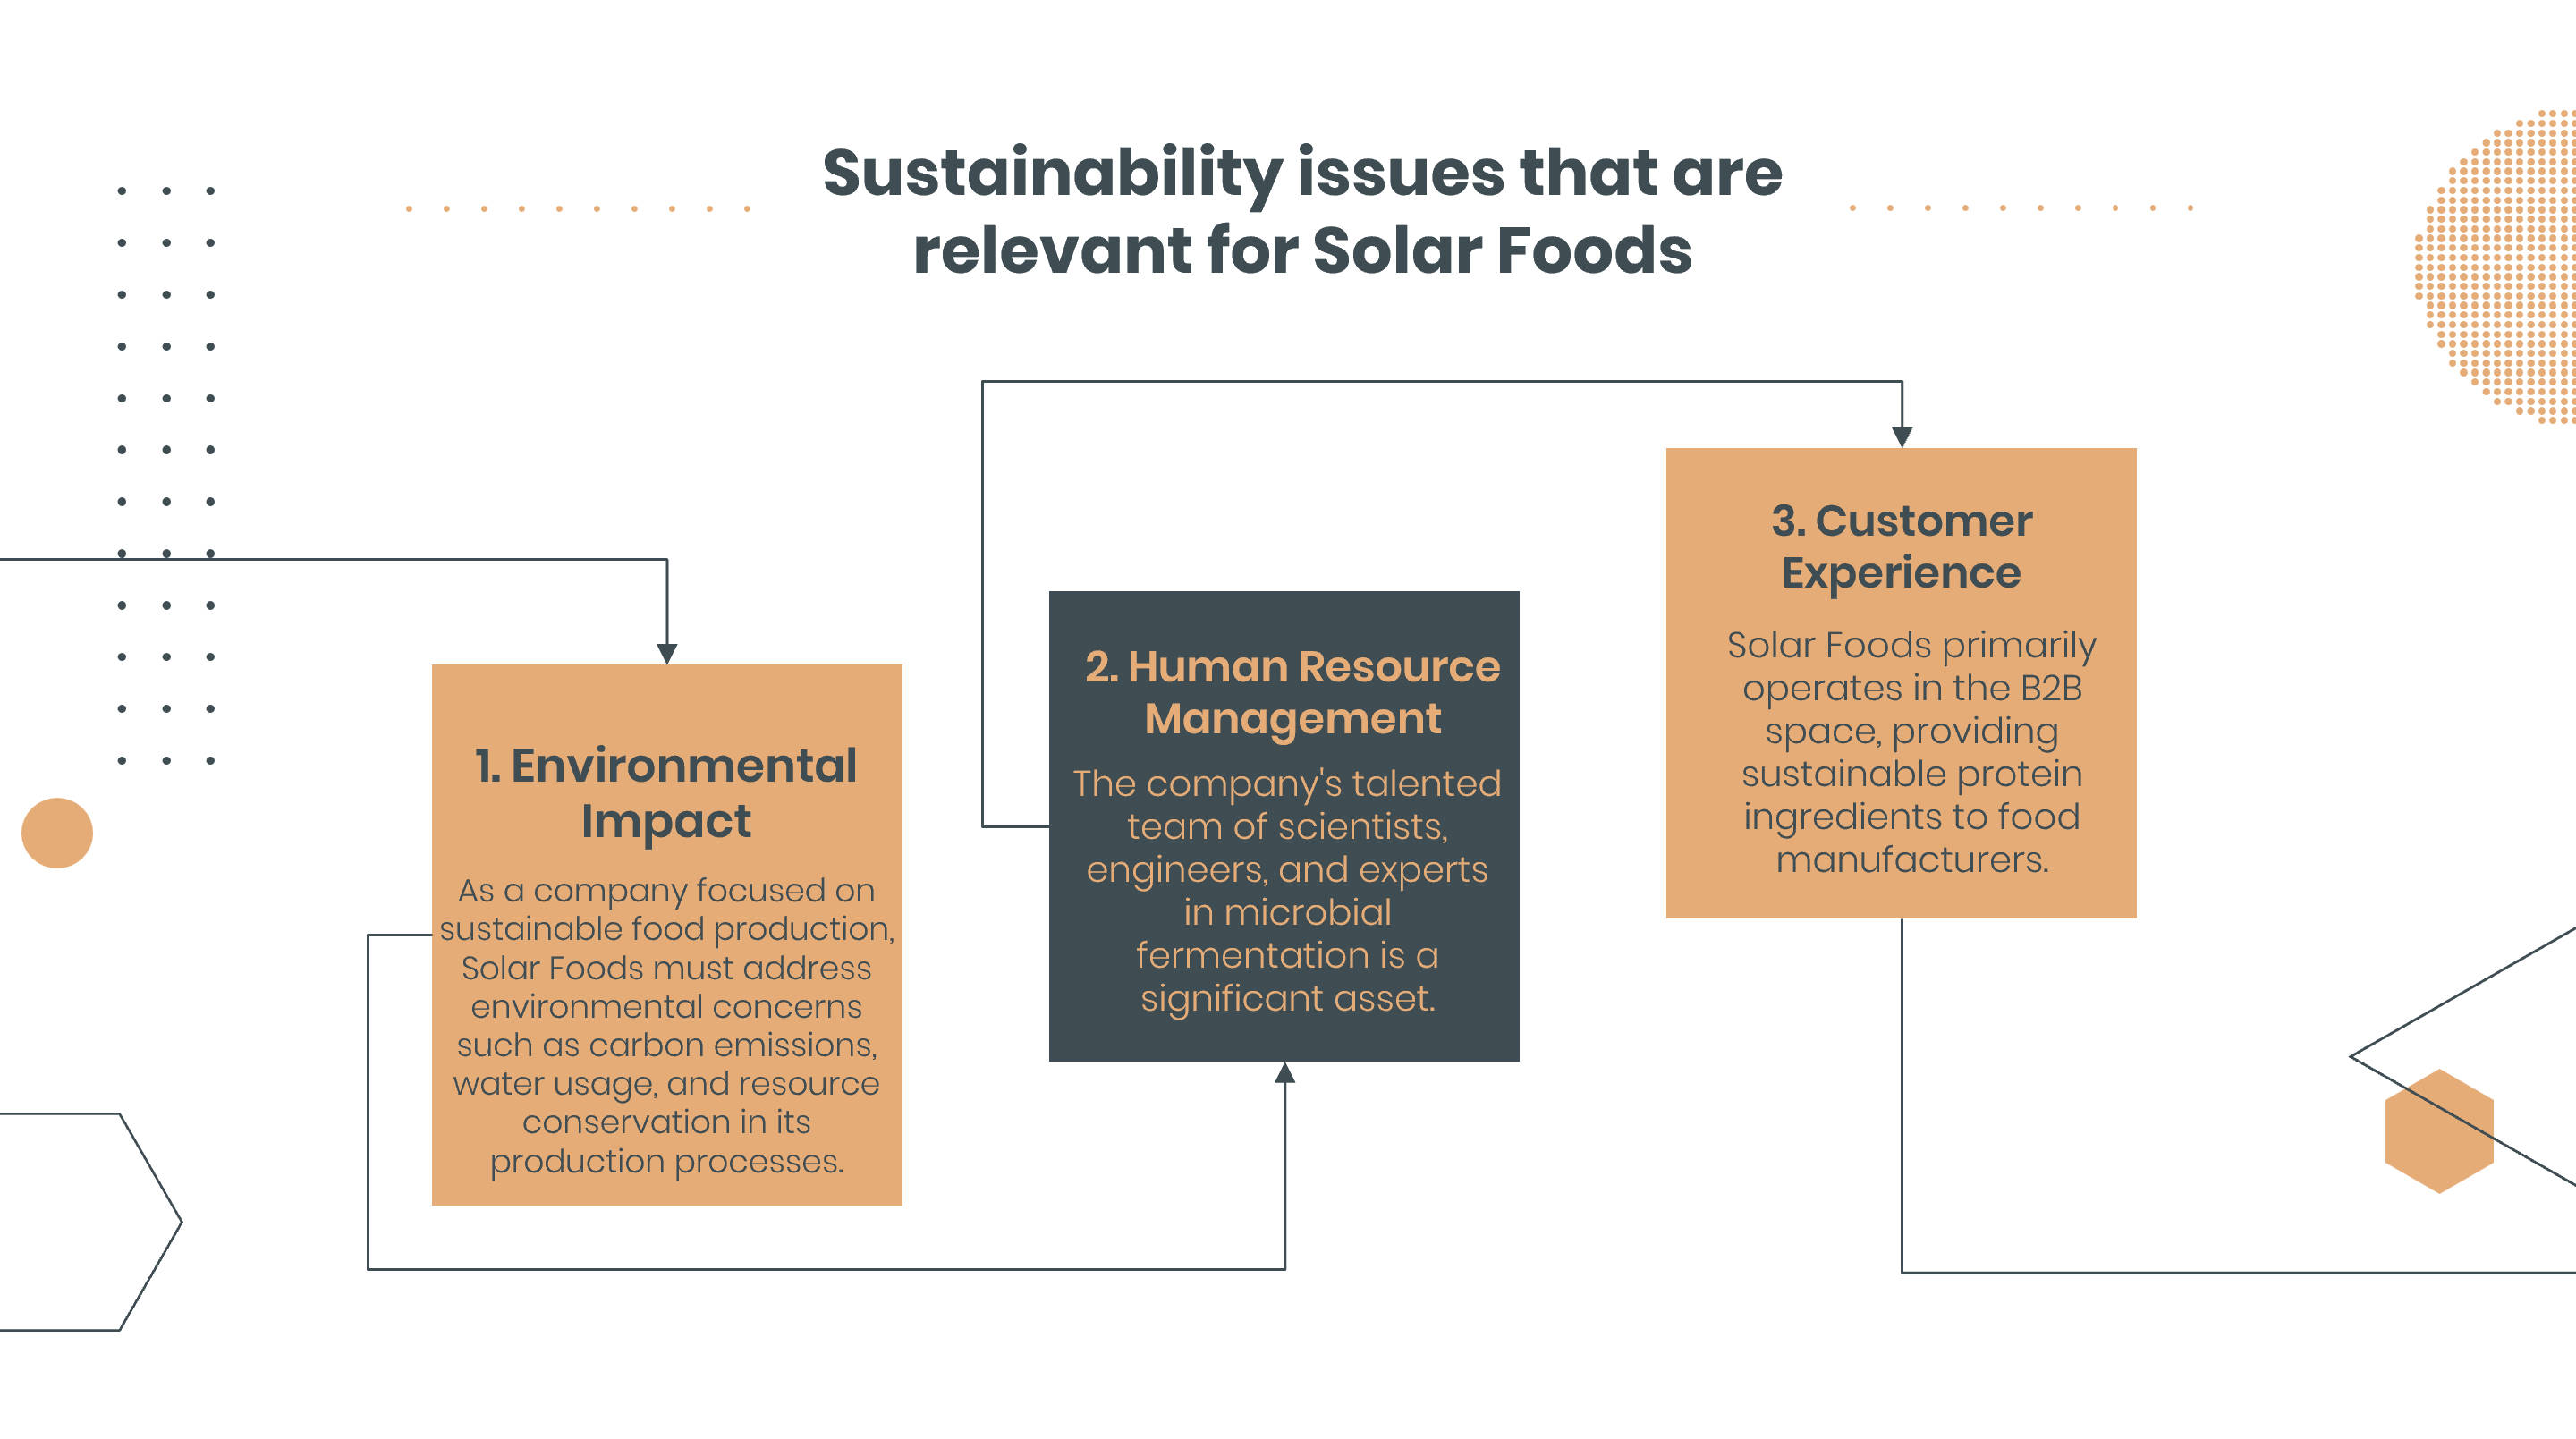 Sustainability issues that are
relevant for Solar Foods
1. Environmental
Impact
As a company focused on
sustainable food production,
Solar Foods must address
environmental concerns
such as carbon emissions,
water usage, and resource
conservation in its
production processes.
2. Human Resource
Management
The company's talented
team of scientists,
engineers, and experts
in microbial
fermentation is a
significant asset.
3. Customer
Experience
Solar Foods primarily
operates in the B2B
space, providing
sustainable protein
ingredients to food
manufacturers.